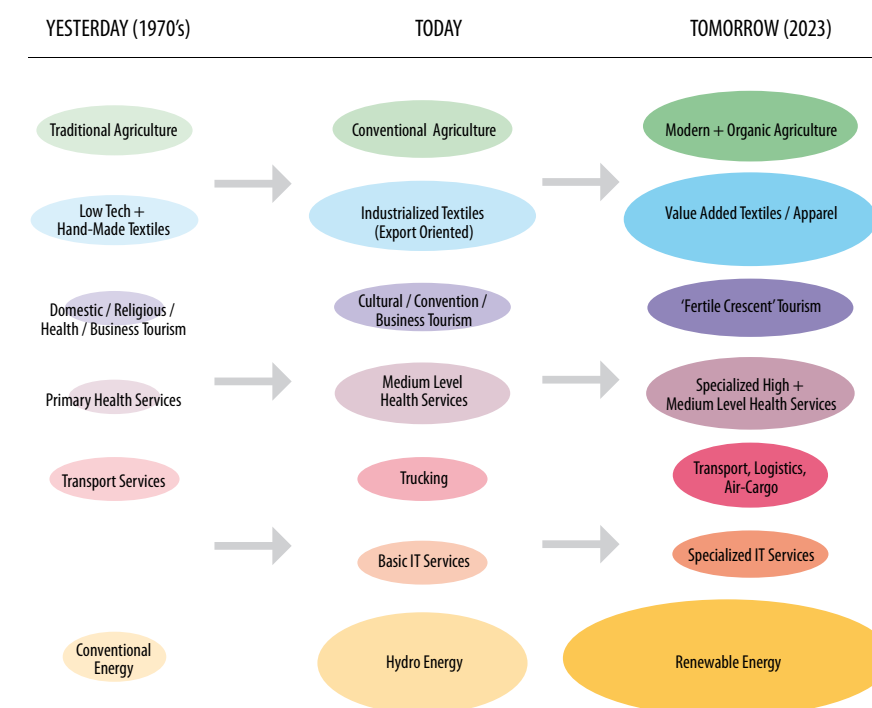 YESTERDAY (1970's) TODAY TOMORROW (2023)
Traditional Agriculture
Conventional Agriculture
Modern + Organic Agriculture
Low Tech +
Hand-Made Textiles
Industrialized Textiles
(Export Oriented)
Value Added Textiles / Apparel
Domestic / Religious /
Health / Business Tourism
Cultural / Convention /
Business Tourism
'Fertile Crescent' Tourism
Primary Health Services
Medium Level
Health Services
Specialized High +
Medium Level Health Services
Transport Services
Trucking
Transport, Logistics,
Air-Cargo
Basic IT Services
Specialized IT Services
Conventional
Energy
Hydro Energy
Renewable Energy